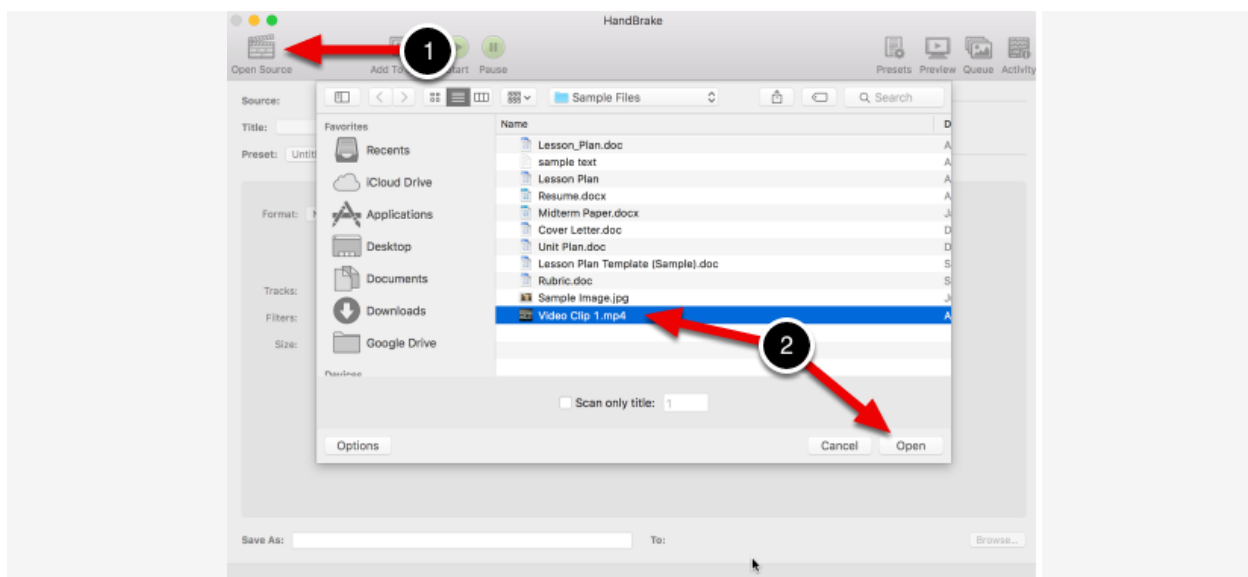 HandBrake
1
Open Source
Add To
Start
Pause
Presets
Preview
Queue
Activity
Source:
Sample Files
Search
Title:
Favorites
Name
D
Preset:
Recents
iCloud Drive
Applications
Desktop
Documents
Downloads
Google Drive
Lesson_Plan.doc A
sample text A
Lesson Plan A
Resume.docx A
Midterm Paper.docx J
Cover Letter.doc D
Unit Plan.doc D
Lesson Plan Template (Sample).doc S
Rubric.doc S
Sample Image.jpg J
Video Clip 1.mp4 A
Format:
Tracks:
Filters:
Size:
2
Scan only title: 1
Options
Cancel
Open
Save As:
To:
Browse...